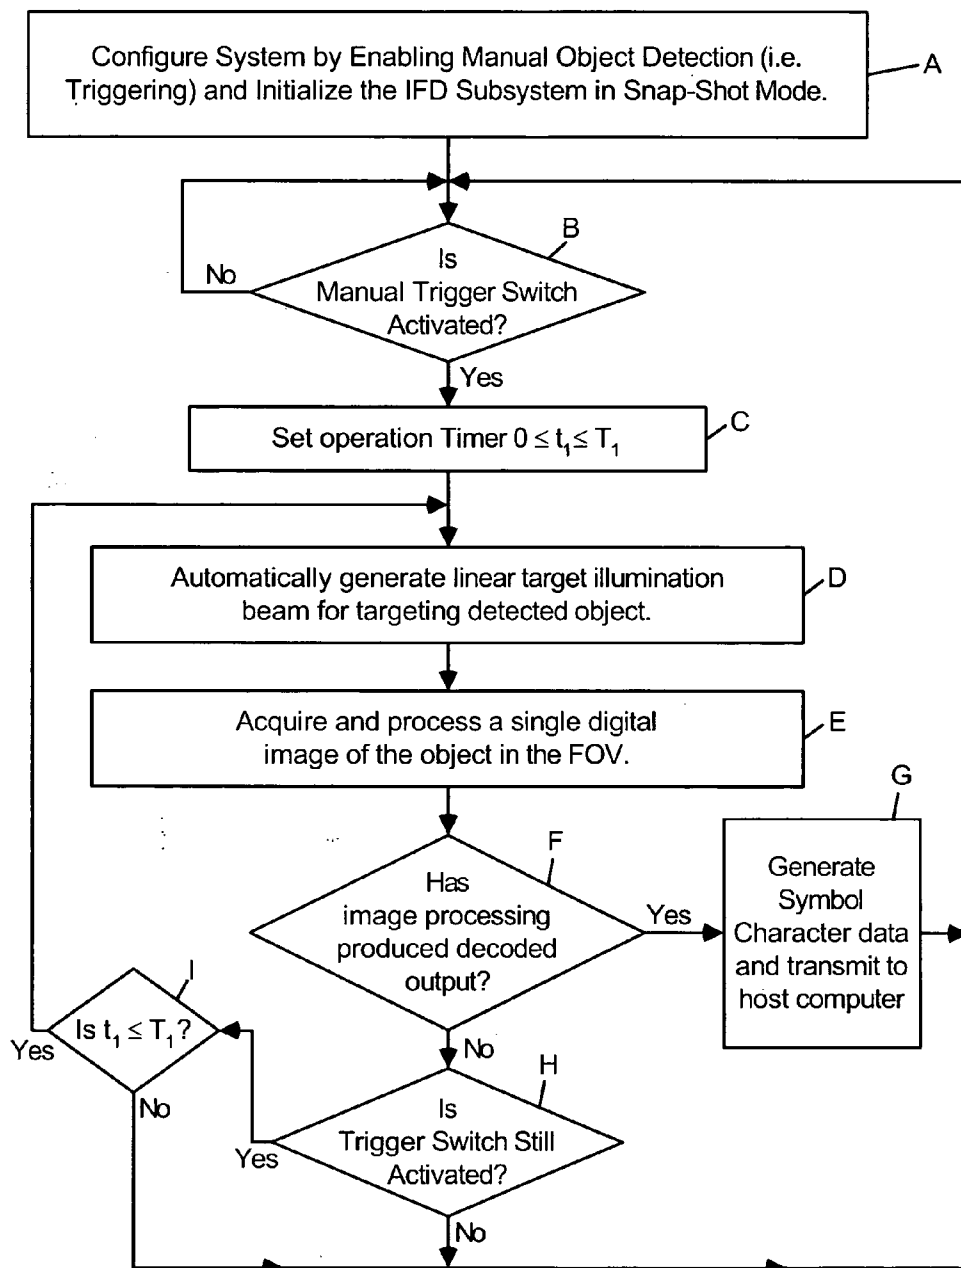 Configure System by Enabling Manual Object Detection (i.e.
Triggering) and Initialize the IFD Subsystem in Snap-Shot Mode.
A
B
Is
Manual Trigger Switch
Activated?
No
Yes
C
Set operation Timer 0 ≤ t₁ ≤ T₁
Automatically generate linear target illumination
beam for targeting detected object.
D
Acquire and process a single digital
image of the object in the FOV.
E
F
Has
image processing
produced decoded
output?
Yes
G
Generate
Symbol
Character data
and transmit to
host computer
No
I
Is t₁ ≤ T₁?
Yes
No
H
Is
Trigger Switch Still
Activated?
Yes
No